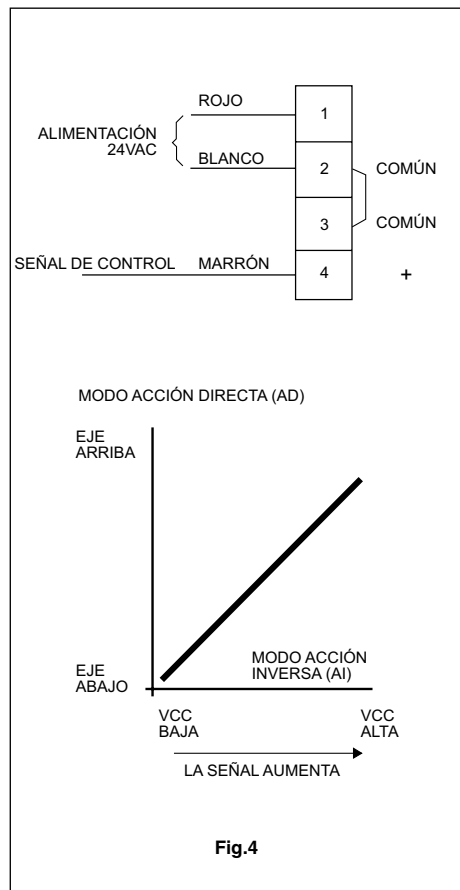 ROJO
1
ALIMENTACIÓN
24VAC
BLANCO
2
COMÚN
3
COMÚN
SEÑAL DE CONTROL MARRÓN
4
+
MODO ACCIÓN DIRECTA (AD)
EJE
ARRIBA
MODO ACCIÓN
INVERSA (AI)
EJE
ABAJO
VCC
BAJA
VCC
ALTA
LA SEÑAL AUMENTA
Fig.4